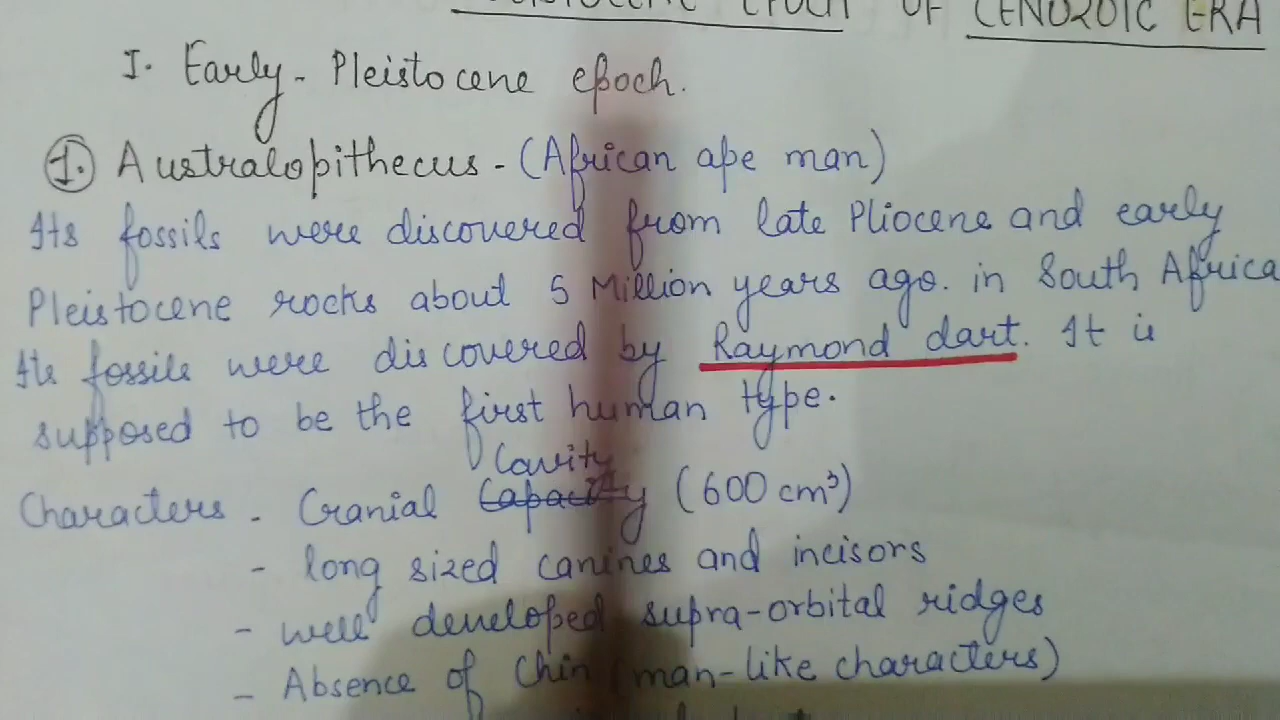 EPOCH OF CENOZOIC ERA
I. Early - Pleistocene epoch.
1. Australopithecus - (African ape man)
Its fossils were discovered from late Pliocene and early
Pleistocene rocks about 5 Million years ago. in South Africa
Its fossils were discovered by Raymond dart. It is
supposed to be the first human type.
Cavity
Characters - Cranial Capacity (600 cm³)
- long sized canines and incisors
- well developed supra-orbital ridges
- Absence of Chin (man-like characters)